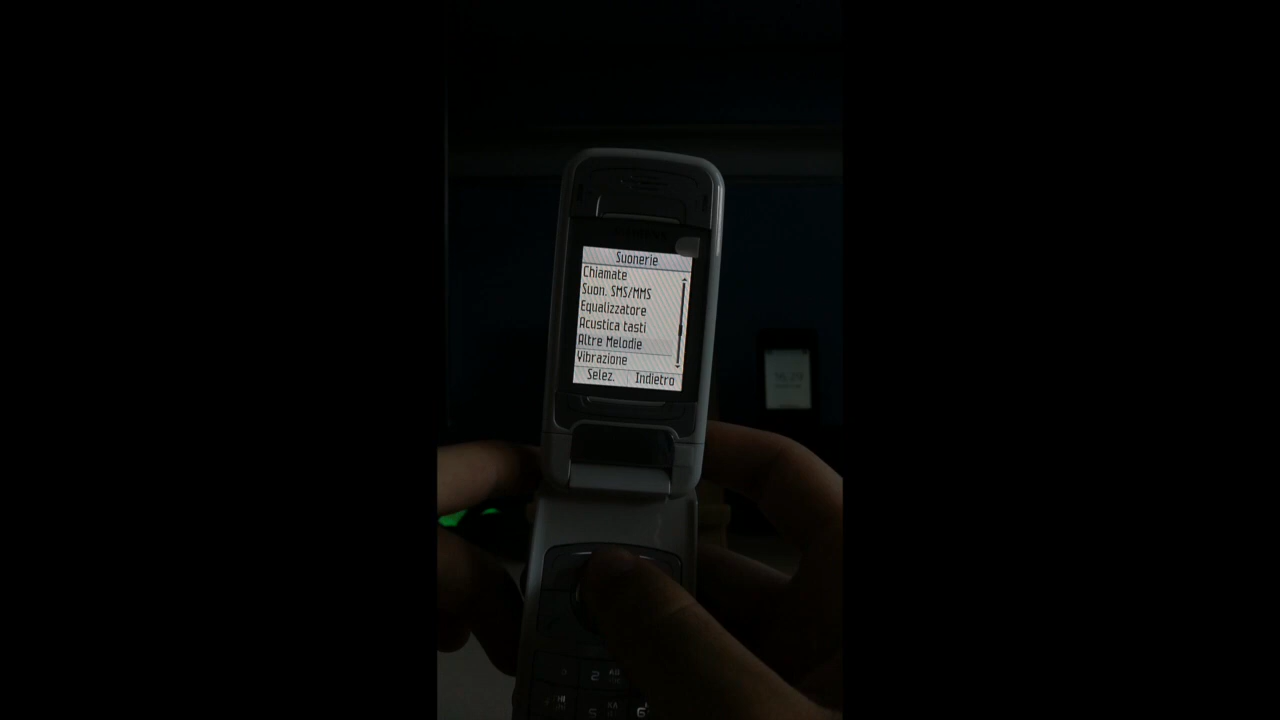 Suonerie
Chiamate
Suon. SMS/MMS
Equalizzatore
Acustica tasti
Altre Melodie
Vibrazione
Selez. Indietro